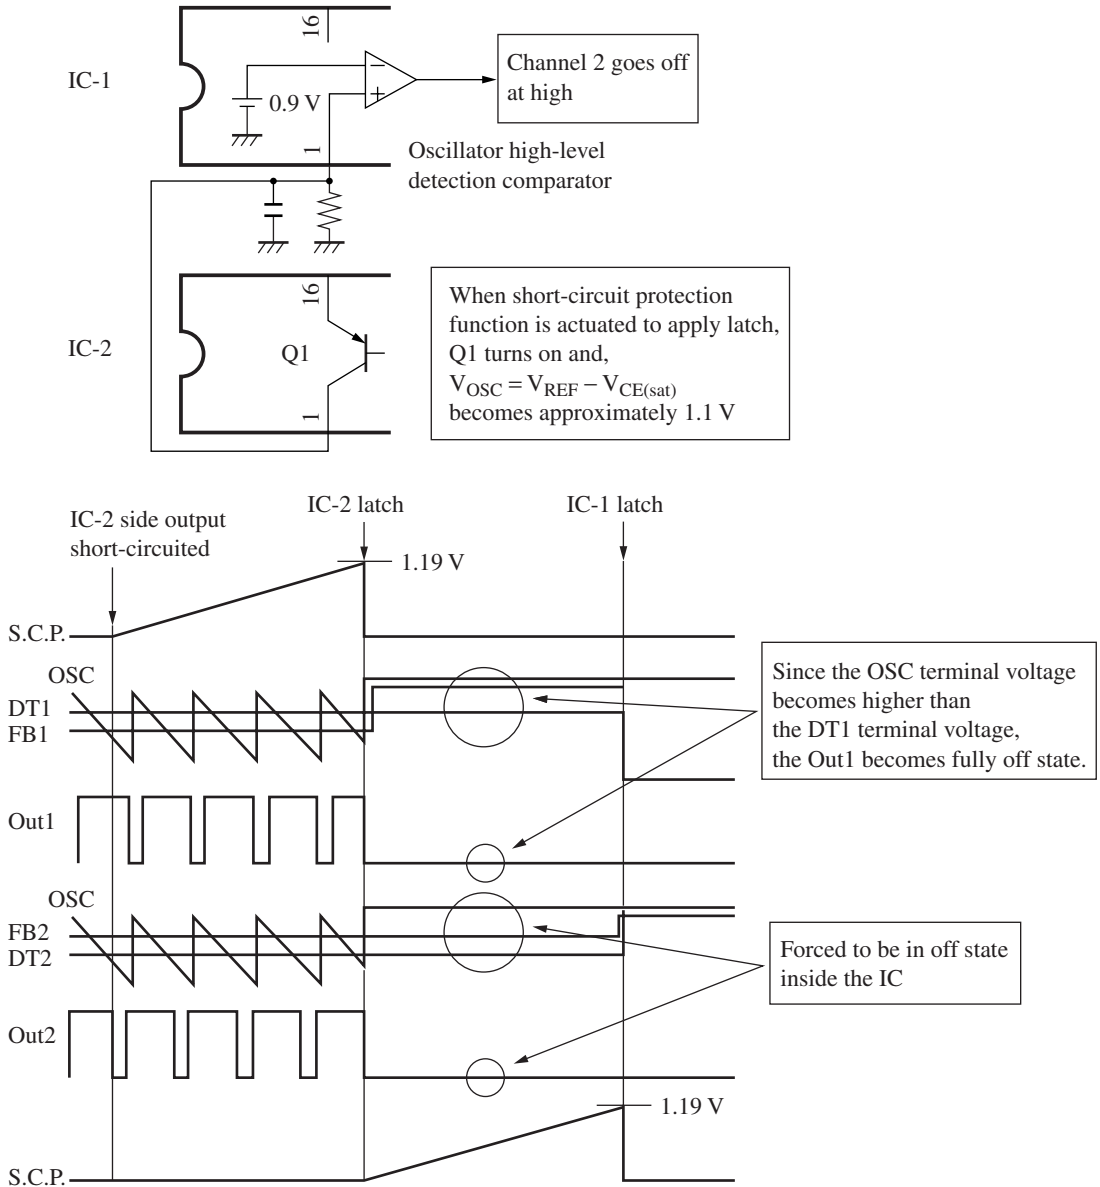 16
IC-1
0.9 V
−
+
Channel 2 goes off
at high
1
Oscillator high-level
detection comparator
16
IC-2
Q1
1
When short-circuit protection
function is actuated to apply latch,
Q1 turns on and,
V_OSC = V_REF − V_CE(sat)
becomes approximately 1.1 V
IC-2 side output
short-circuited
IC-2 latch
IC-1 latch
1.19 V
S.C.P.
OSC
DT1
FB1
Since the OSC terminal voltage
becomes higher than
the DT1 terminal voltage,
the Out1 becomes fully off state.
Out1
OSC
FB2
DT2
Forced to be in off state
inside the IC
Out2
1.19 V
S.C.P.